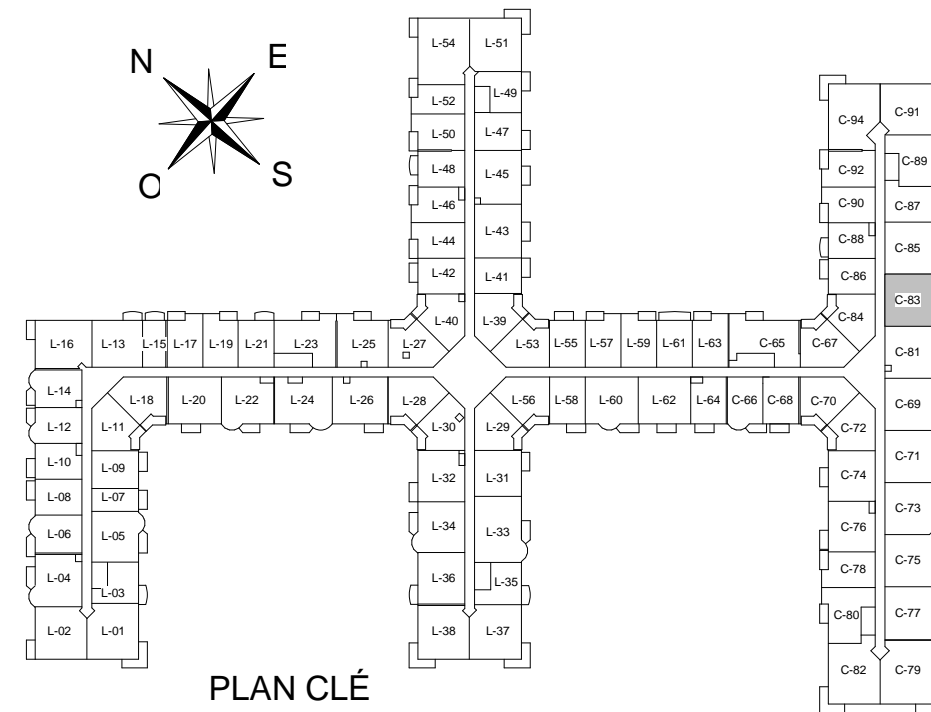 N E
O S
L-54 L-51
L-52 L-49
L-50 L-47
L-48 L-45
L-46 L-43
L-44
L-42 L-41
L-40 L-39
C-94 C-91
C-92 C-89
C-90 C-87
C-88 C-85
C-86 C-83
C-84 C-81
L-16 L-13 L-15 L-17 L-19 L-21 L-23 L-25 L-27 L-53 L-55 L-57 L-59 L-61 L-63 C-65 C-67
L-14 L-18 L-20 L-22 L-24 L-26 L-28 L-56 L-58 L-60 L-62 L-64 C-66 C-68 C-70 C-69
L-12 L-11 L-30 L-29 C-72 C-71
L-10 L-09 L-32 L-31 C-74 C-73
L-08 L-07
L-06 L-05 L-34 L-33 C-76 C-75
L-04 L-03 L-36 L-35 C-78 C-77
C-80
L-02 L-01 L-38 L-37 C-82 C-79
PLAN CLÉ